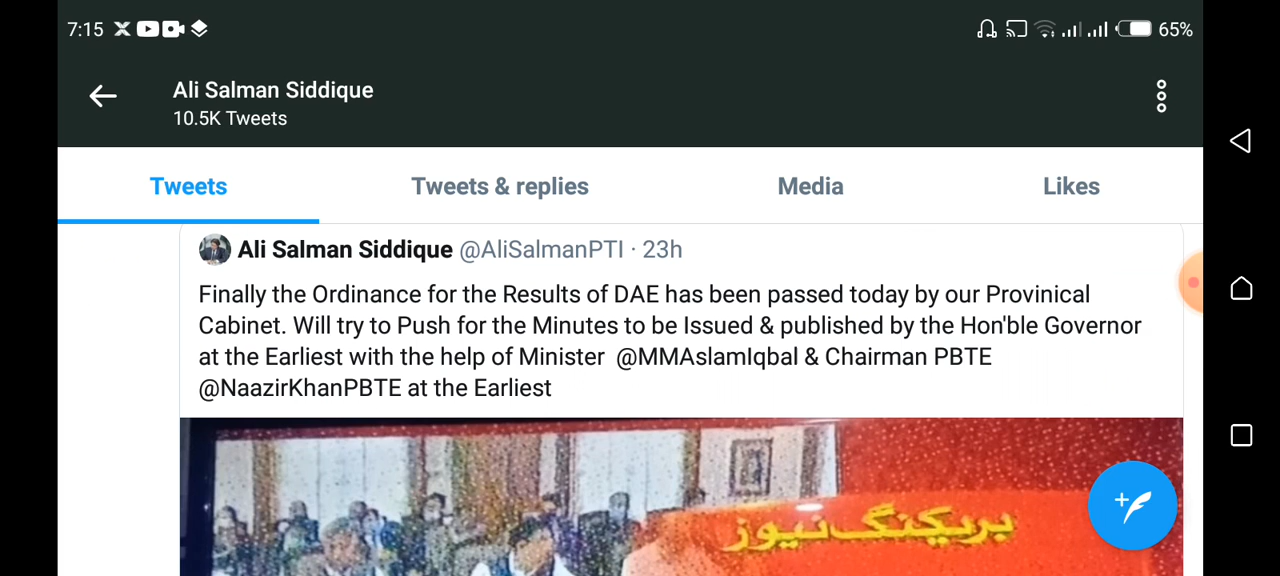 7:15
65%
Ali Salman Siddique
10.5K Tweets
Tweets Tweets & replies Media Likes
Ali Salman Siddique @AliSalmanPTI · 23h
Finally the Ordinance for the Results of DAE has been passed today by our Provinical
Cabinet. Will try to Push for the Minutes to be Issued & published by the Hon'ble Governor
at the Earliest with the help of Minister @MMAslamIqbal & Chairman PBTE
@NaazirKhanPBTE at the Earliest
بریکنگ نیوز